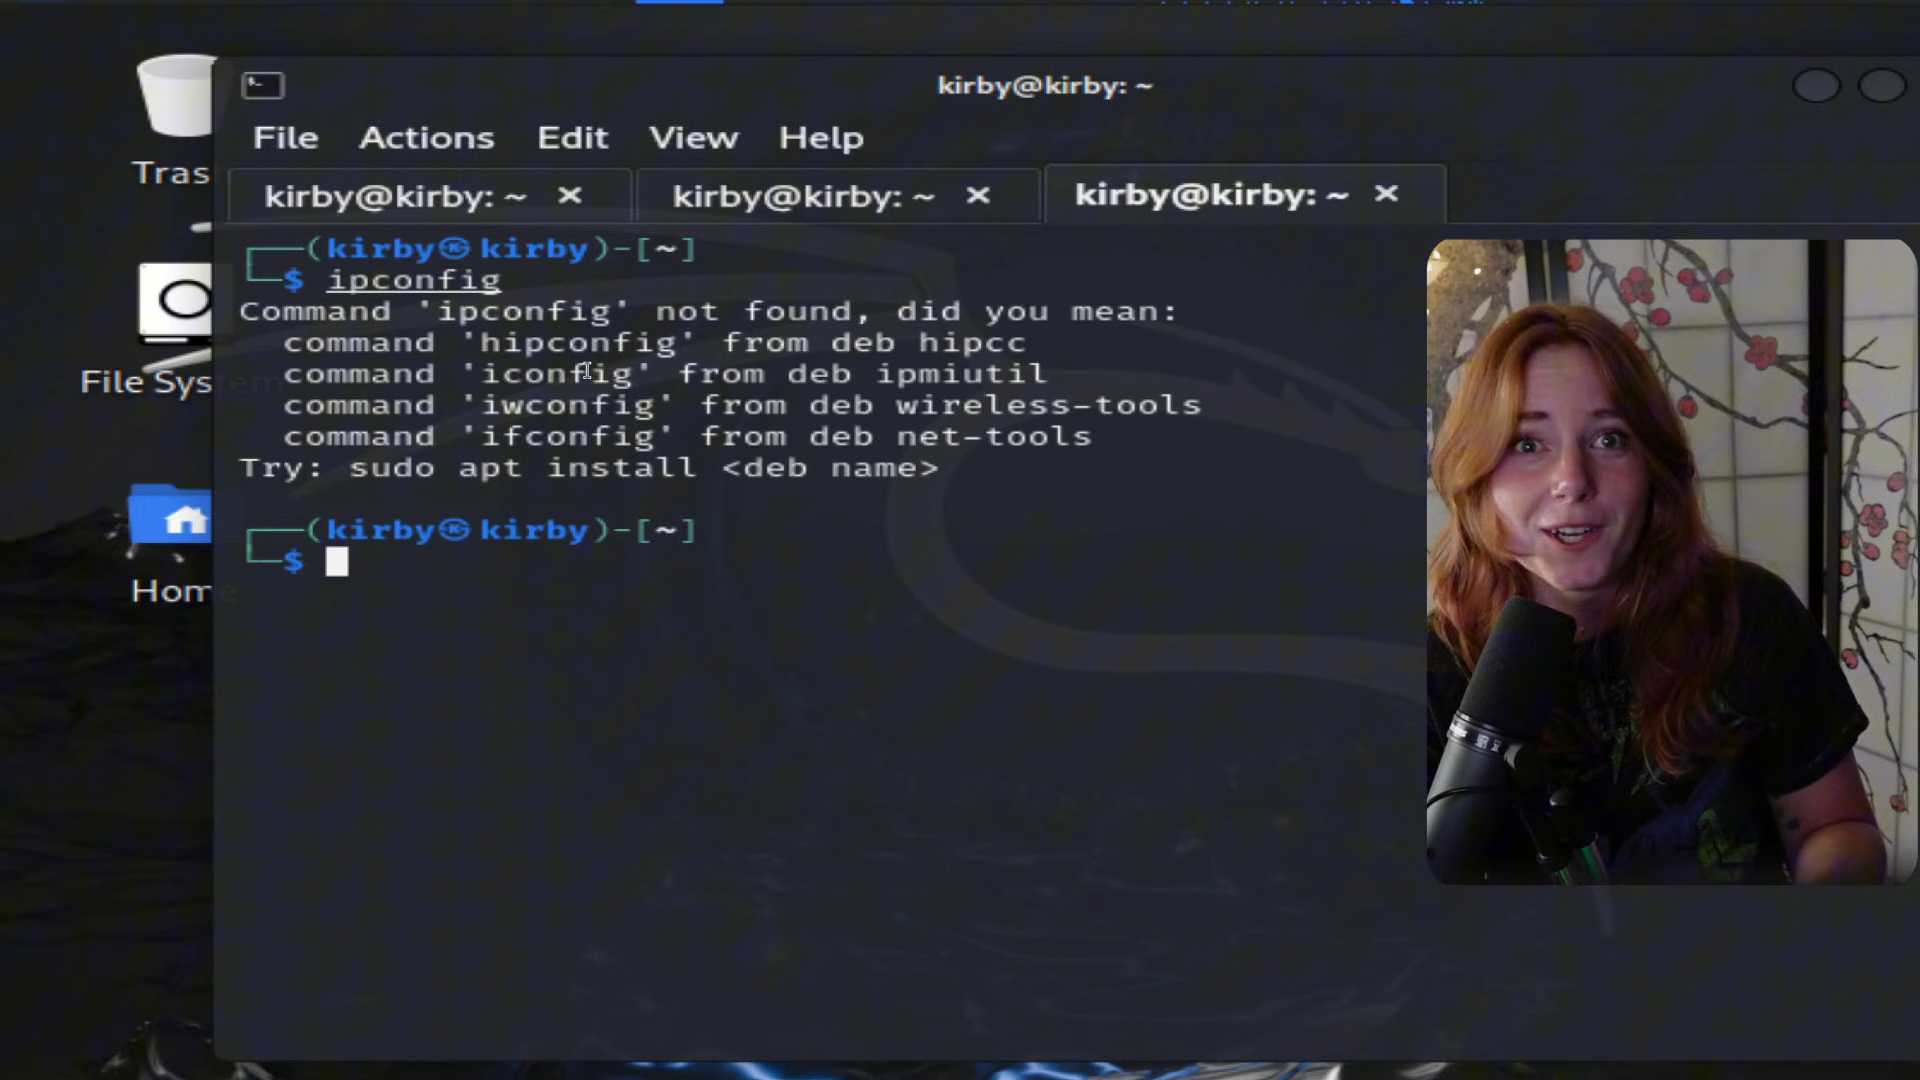 kirby@kirby: ~
File Actions Edit View Help
kirby@kirby: ~ × kirby@kirby: ~ × kirby@kirby: ~ ×
Tras
File System
Home
┌──(kirby㉿kirby)-[~]
└─$ ipconfig
Command 'ipconfig' not found, did you mean:
command 'hipconfig' from deb hipcc
command 'iconfig' from deb ipmiutil
command 'iwconfig' from deb wireless-tools
command 'ifconfig' from deb net-tools
Try: sudo apt install <deb name>
┌──(kirby㉿kirby)-[~]
└─$